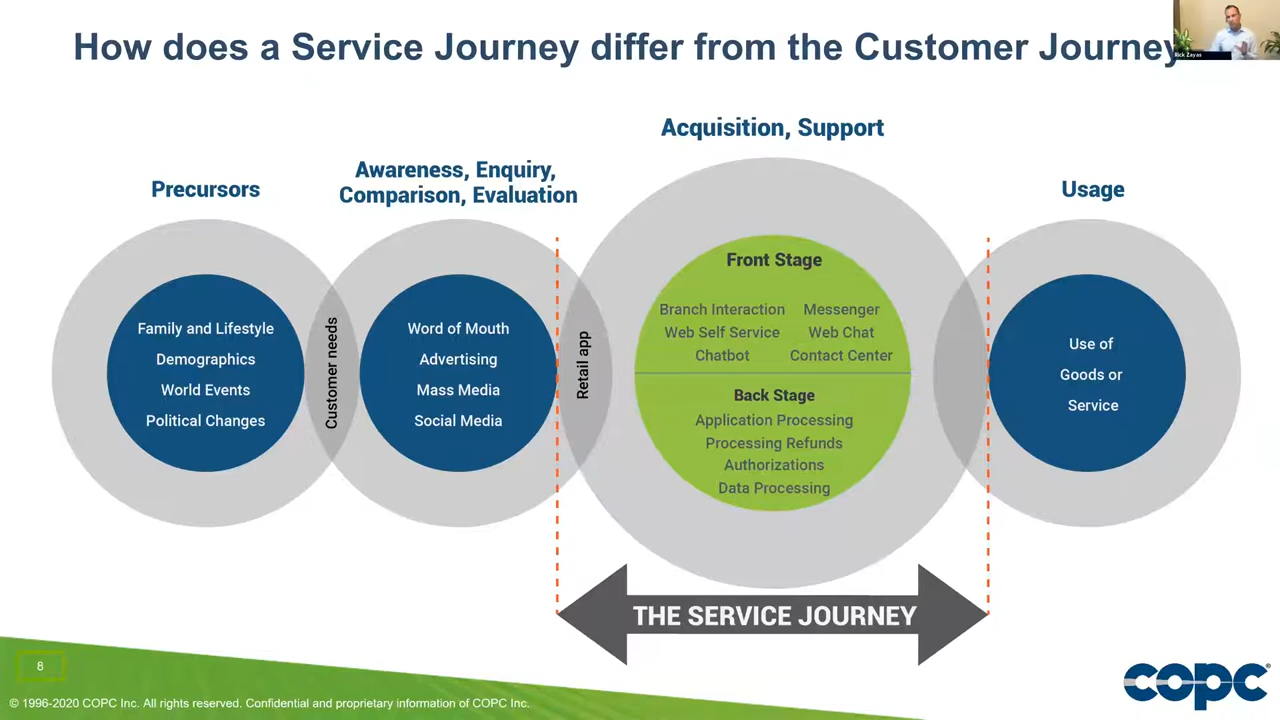 How does a Service Journey differ from the Customer Journey
Rick Zayas
Acquisition, Support
Precursors
Awareness, Enquiry,
Comparison, Evaluation
Usage
Family and Lifestyle
Demographics
World Events
Political Changes
Customer needs
Word of Mouth
Advertising
Mass Media
Social Media
Retail app
Front Stage
Branch Interaction Messenger
Web Self Service Web Chat
Chatbot Contact Center
Back Stage
Application Processing
Processing Refunds
Authorizations
Data Processing
Use of
Goods or
Service
THE SERVICE JOURNEY
8
© 1996-2020 COPC Inc. All rights reserved. Confidential and proprietary information of COPC Inc.
copc®